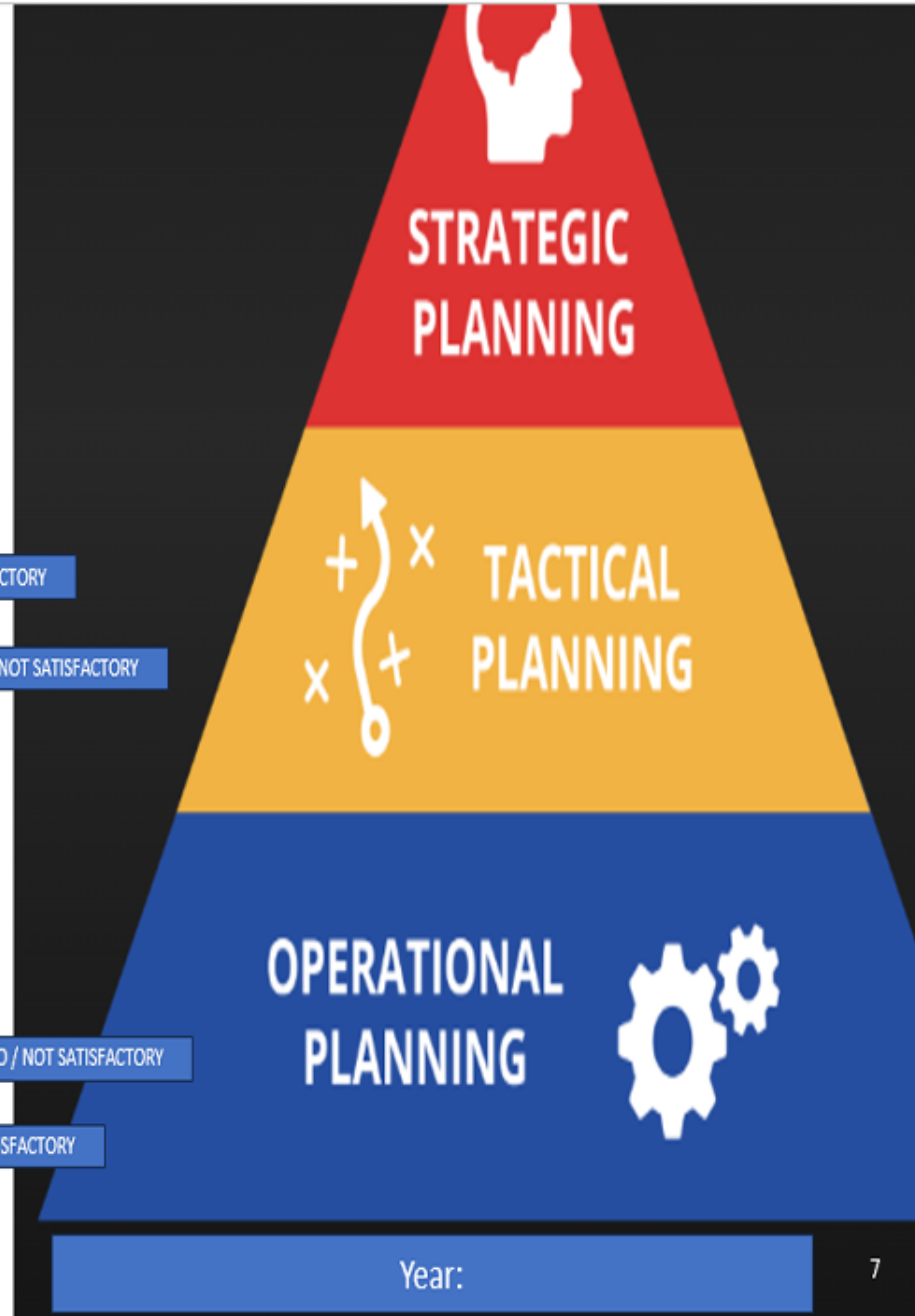 STRATEGIC
PLANNING
TACTICAL
PLANNING
CTORY
NOT SATISFACTORY
OPERATIONAL
PLANNING
/ NOT SATISFACTORY
SFACTORY
Year:
7